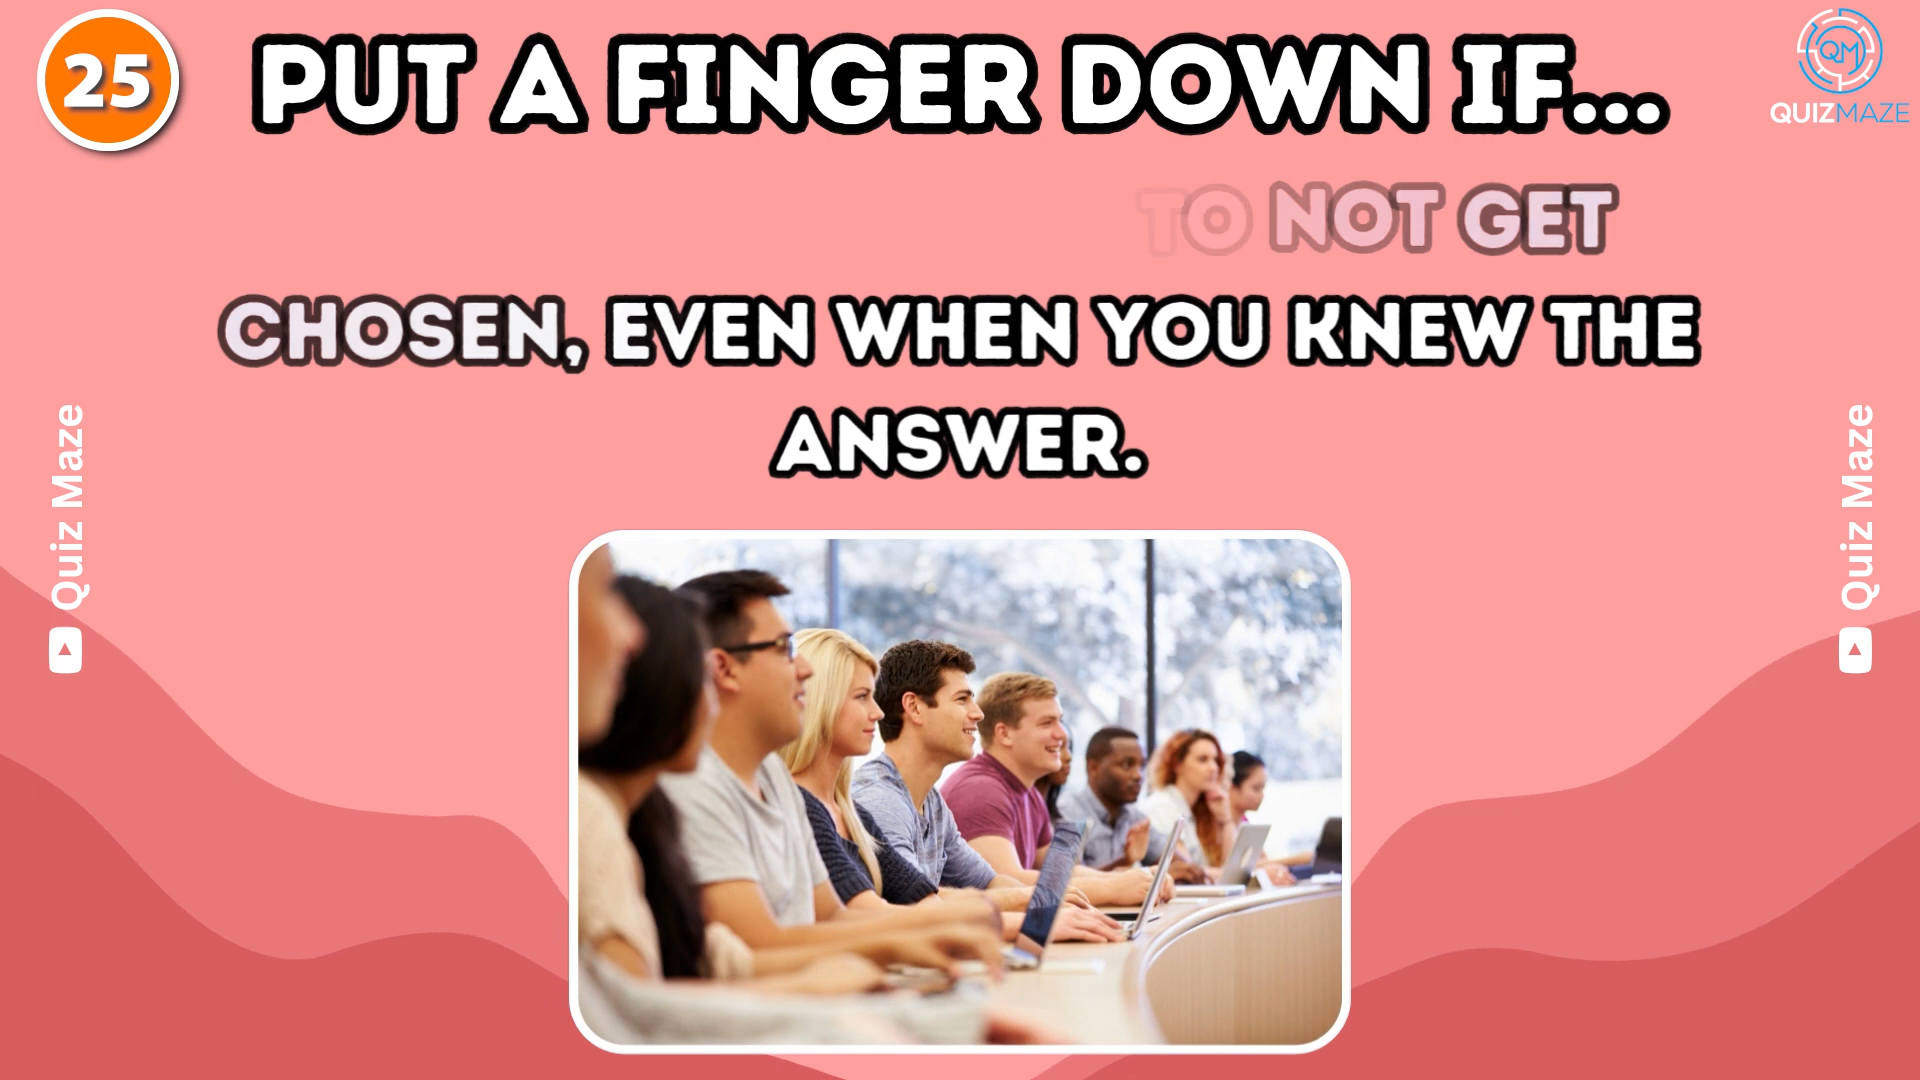 25
PUT A FINGER DOWN IF...
QM
QUIZMAZE
TO NOT GET
CHOSEN, EVEN WHEN YOU KNEW THE
ANSWER.
Quiz Maze
Quiz Maze